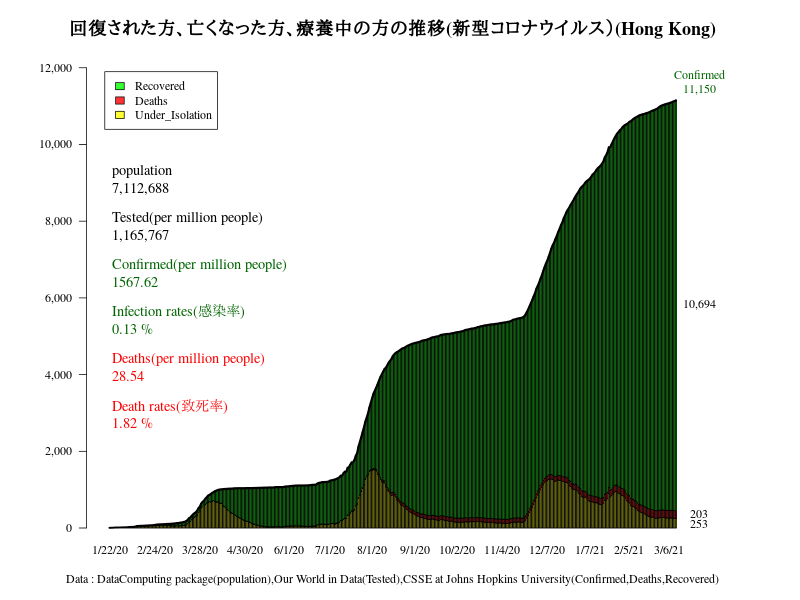 回復された方、亡くなった方、療養中の方の推移(新型コロナウイルス）(Hong Kong)
Confirmed
11,150
12,000
Recovered
Deaths
Under_Isolation
10,000
population
7,112,688
8,000
Tested(per million people)
1,165,767
Confirmed(per million people)
1567.62
6,000
10,694
Infection rates(感染率)
0.13 %
Deaths(per million people)
28.54
4,000
Death rates(致死率)
1.82 %
2,000
203
253
0
1/22/20 2/24/20 3/28/20 4/30/20 6/1/20 7/1/20 8/1/20 9/1/20 10/2/20 11/4/20 12/7/20 1/7/21 2/5/21 3/6/21
Data : DataComputing package(population),Our World in Data(Tested),CSSE at Johns Hopkins University(Confirmed,Deaths,Recovered)